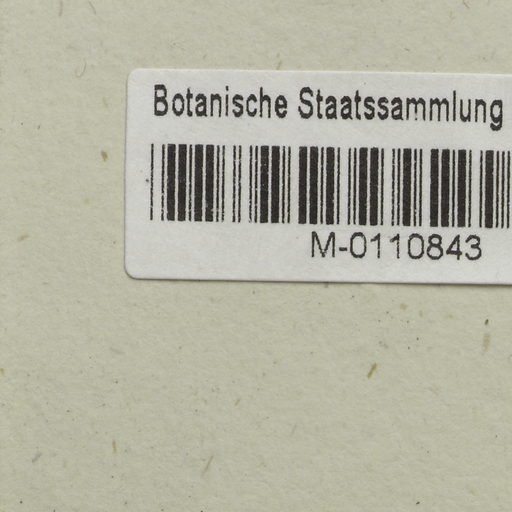 Botanische Staatssammlung
M-0110843